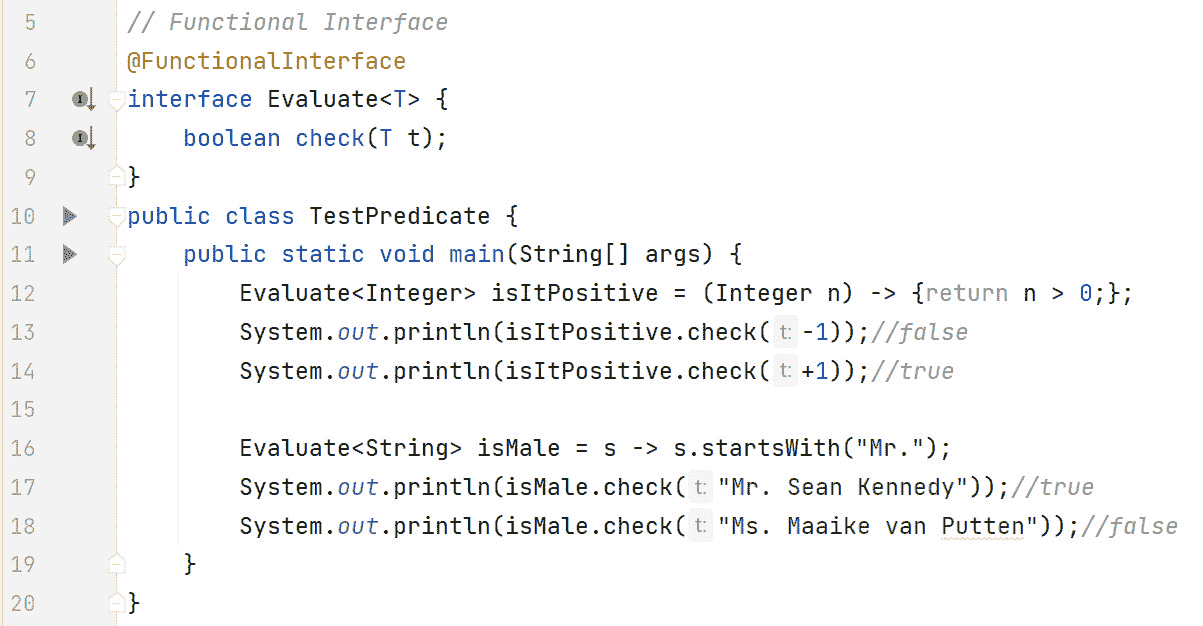 5 // Functional Interface
6 @FunctionalInterface
7 interface Evaluate<T> {
8     boolean check(T t);
9 }
10 public class TestPredicate {
11     public static void main(String[] args) {
12         Evaluate<Integer> isItPositive = (Integer n) -> {return n > 0;};
13         System.out.println(isItPositive.check( t: -1));//false
14         System.out.println(isItPositive.check( t: +1));//true
15
16         Evaluate<String> isMale = s -> s.startsWith("Mr.");
17         System.out.println(isMale.check( t: "Mr. Sean Kennedy"));//true
18         System.out.println(isMale.check( t: "Ms. Maaike van Putten"));//false
19     }
20 }